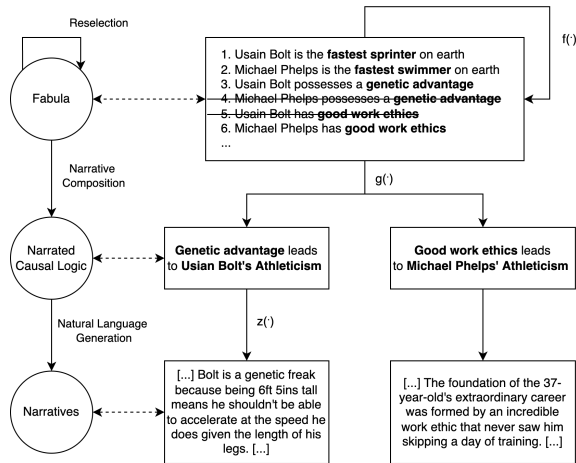 Reselection
f(·)
1. Usain Bolt is the fastest sprinter on earth
2. Michael Phelps is the fastest swimmer on earth
3. Usain Bolt possesses a genetic advantage
4. Michael Phelps possesses a genetic advantage
5. Usain Bolt has good work ethics
6. Michael Phelps has good work ethics
...
Fabula
Narrative
Composition
g(·)
Narrated
Causal Logic
Genetic advantage leads
to Usian Bolt's Athleticism
Good work ethics leads
to Michael Phelps' Athleticism
Natural Language
Generation
z(·)
Narratives
[...] Bolt is a genetic freak
because being 6ft 5ins tall
means he shouldn't be able
to accelerate at the speed he
does given the length of his
legs. [...]
[...] The foundation of the 37-
year-old's extraordinary career
was formed by an incredible
work ethic that never saw him
skipping a day of training. [...]